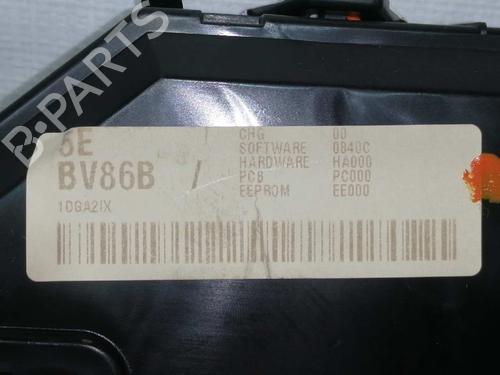 B-PARTS
5E
BV86B /
1DGA2IX
CHG 00
SOFTWARE 0840C
HARDWARE HA000
PCB PC000
EEPROM EE000